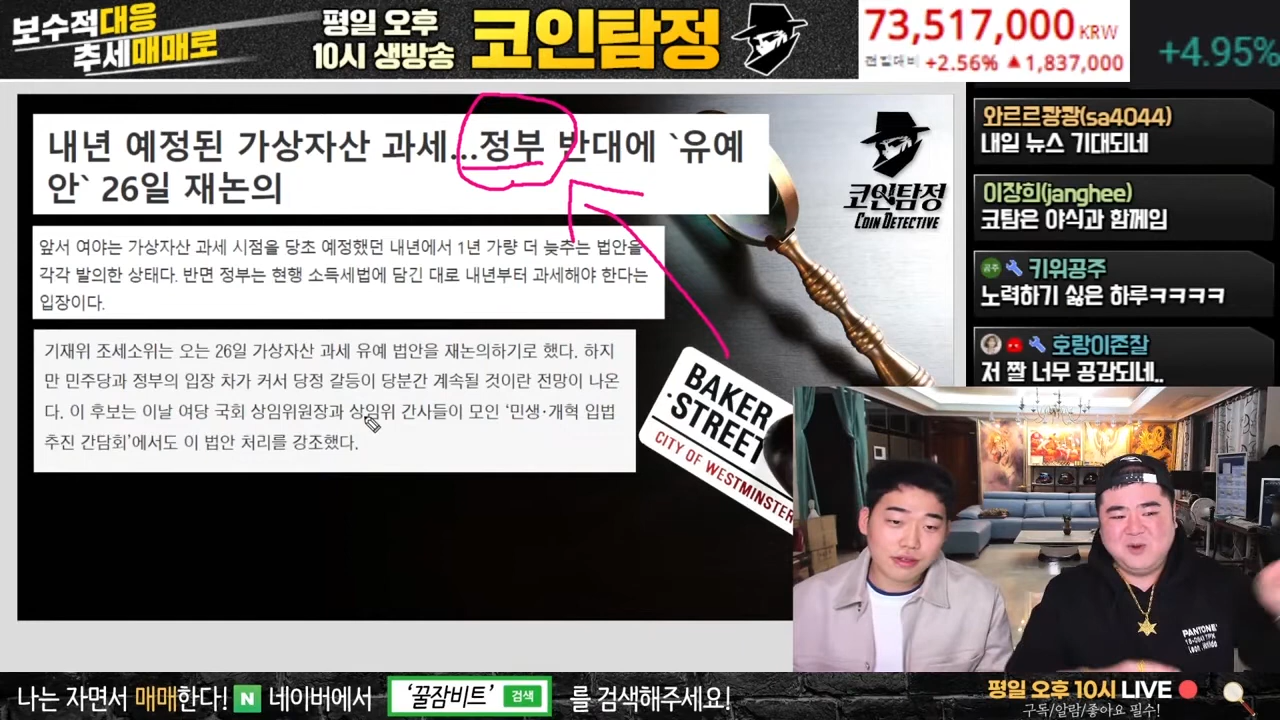 보수적대응
추세매매로
평일 오후
10시 생방송
코인탐정
73,517,000 KRW
전일대비 +2.56% ▲1,837,000
+4.95%
내년 예정된 가상자산 과세...정부 반대에 `유예
안` 26일 재논의
앞서 여야는 가상자산 과세 시점을 당초 예정했던 내년에서 1년 가량 더 늦추는 법안을
각각 발의한 상태다. 반면 정부는 현행 소득세법에 담긴 대로 내년부터 과세해야 한다는
입장이다.
기재위 조세소위는 오는 26일 가상자산 과세 유예 법안을 재논의하기로 했다. 하지
만 민주당과 정부의 입장 차가 커서 당정 갈등이 당분간 계속될 것이란 전망이 나온
다. 이 후보는 이날 여당 국회 상임위원장과 상임위 간사들이 모인 ‘민생·개혁 입법
추진 간담회’에서도 이 법안 처리를 강조했다.
코인탐정
COIN DETECTIVE
BAKER
STREET
CITY OF WESTMINSTER
와르르쾅쾅(sa4044)
내일 뉴스 기대되네
이장희(janghee)
코탐은 야식과 함께임
공주 키위공주
노력하기 싫은 하루ㅋㅋㅋㅋ
호랑이존잘
저 짤 너무 공감되네..
PANTONE
나는 자면서 매매한다! N 네이버에서 ‘꿀잠비트’ 검색 를 검색해주세요!
평일 오후 10시 LIVE
구독/알람/좋아요 필수!